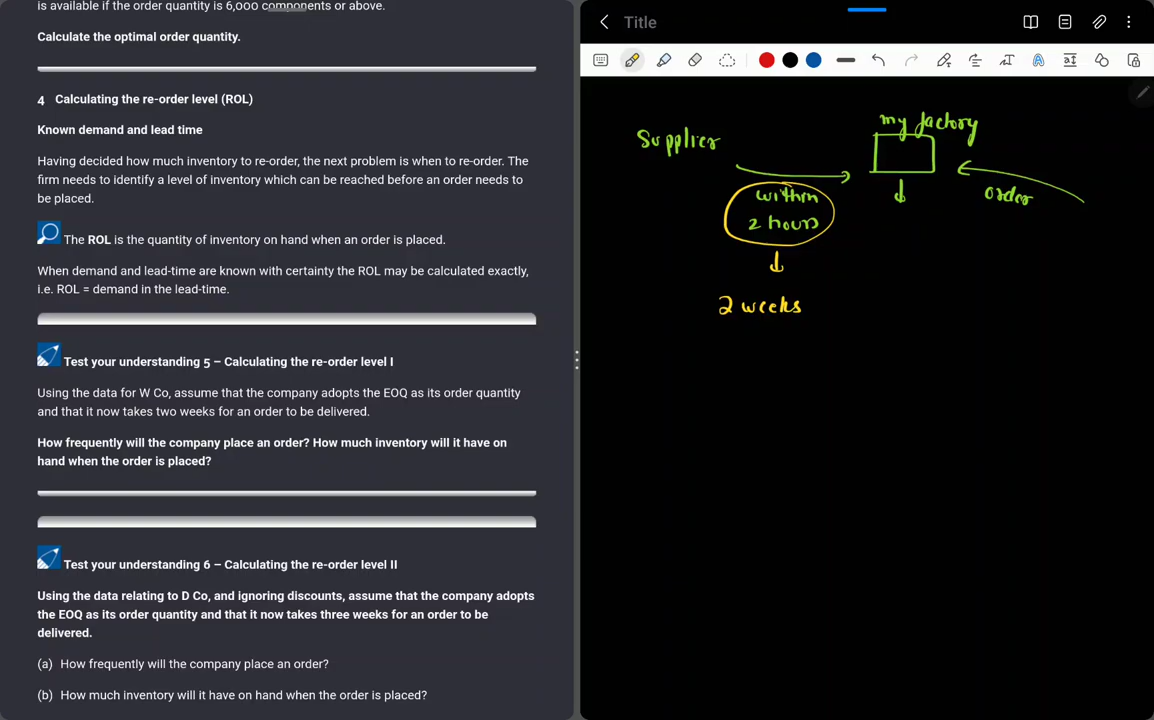 is available if the order quantity is 6,000 components or above.
Calculate the optimal order quantity.
4 Calculating the re-order level (ROL)
Known demand and lead time
Having decided how much inventory to re-order, the next problem is when to re-order. The
firm needs to identify a level of inventory which can be reached before an order needs to
be placed.
The ROL is the quantity of inventory on hand when an order is placed.
When demand and lead-time are known with certainty the ROL may be calculated exactly,
i.e. ROL = demand in the lead-time.
Test your understanding 5 – Calculating the re-order level I
Using the data for W Co, assume that the company adopts the EOQ as its order quantity
and that it now takes two weeks for an order to be delivered.
How frequently will the company place an order? How much inventory will it have on
hand when the order is placed?
Test your understanding 6 – Calculating the re-order level II
Using the data relating to D Co, and ignoring discounts, assume that the company adopts
the EOQ as its order quantity and that it now takes three weeks for an order to be
delivered.
(a) How frequently will the company place an order?
(b) How much inventory will it have on hand when the order is placed?
Title
my factory
Supplier
within
2 hours
order
2 weeks